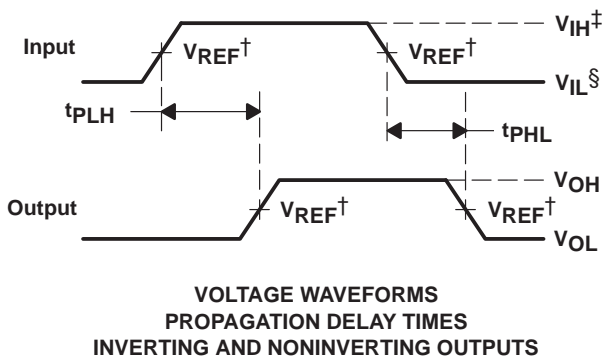 VIH‡
Input
VREF†
VREF†
VIL§
tPLH
tPHL
VOH
Output
VREF†
VREF†
VOL
VOLTAGE WAVEFORMS
PROPAGATION DELAY TIMES
INVERTING AND NONINVERTING OUTPUTS